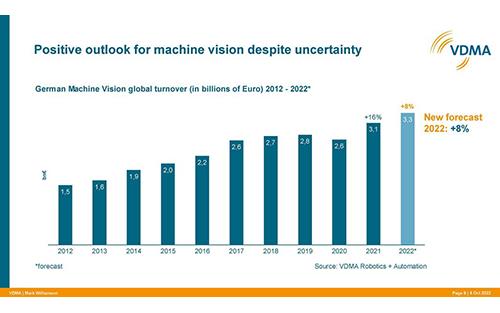 Positive outlook for machine vision despite uncertainty
VDMA
German Machine Vision global turnover (in billions of Euro) 2012 - 2022*
+8%
+16%
New forecast
2022: +8%
bn€
1,5
1,6
1,9
2,0
2,2
2,6
2,7
2,8
2,6
3,1
3,3
2012 2013 2014 2015 2016 2017 2018 2019 2020 2021 2022*
*forecast
Source: VDMA Robotics + Automation
VDMA | Mark Williamson
Page 9 | 6 Oct 2022